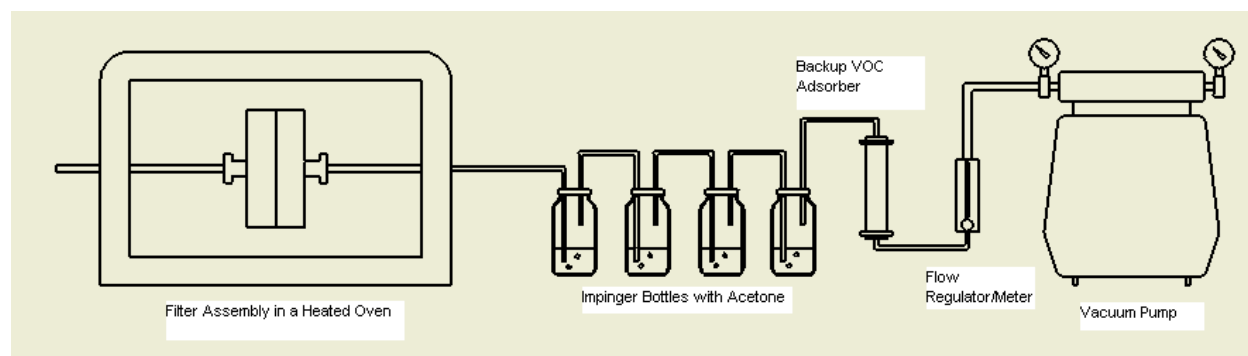 Backup VOC
Adsorber
Filter Assembly in a Heated Oven
Impinger Bottles with Acetone
Flow
Regulator/Meter
Vacuum Pump